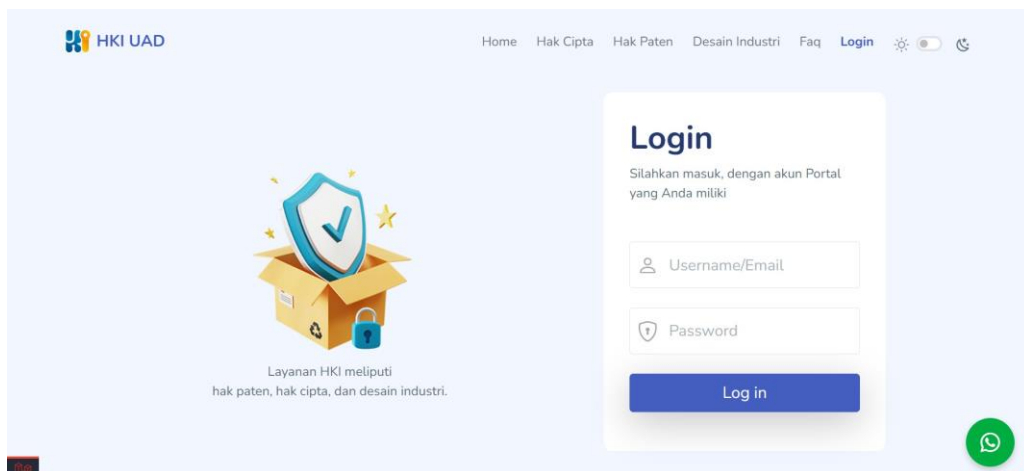 HKI UAD
Home Hak Cipta Hak Paten Desain Industri Faq Login
Login
Silahkan masuk, dengan akun Portal
yang Anda miliki
Username/Email
Password
Log in
Layanan HKI meliputi
hak paten, hak cipta, dan desain industri.